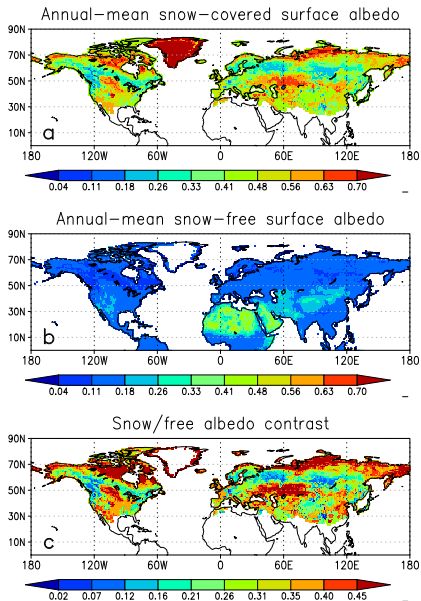 Annual-mean snow-covered surface albedo
90N
70N
50N
30N
10N
a
180 120W 60W 0 60E 120E 180
0.04 0.11 0.18 0.26 0.33 0.41 0.48 0.56 0.63 0.70
Annual-mean snow-free surface albedo
90N
70N
50N
30N
10N
b
180 120W 60W 0 60E 120E 180
0.04 0.11 0.18 0.26 0.33 0.41 0.48 0.56 0.63 0.70
Snow/free albedo contrast
90N
70N
50N
30N
10N
c
180 120W 60W 0 60E 120E 180
0.02 0.07 0.12 0.16 0.21 0.26 0.31 0.35 0.40 0.45